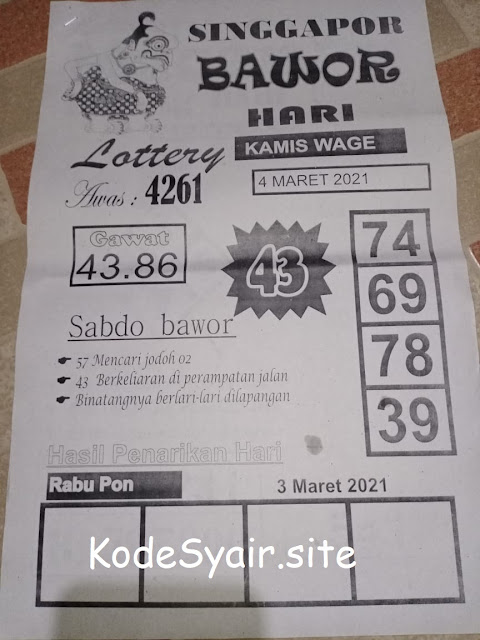 SINGGAPOR
BAWOR
HARI
Lottery
KAMIS WAGE
Awas : 4261
4 MARET 2021
Gawat
43.86
43
74
69
78
39
Sabdo bawor
57 Mencari jodoh 02
43 Berkeliaran di perampatan jalan
Binatangnya berlari-lari dilapangan
Hasil Penarikan Hari
Rabu Pon
3 Maret 2021
KodeSyair.site